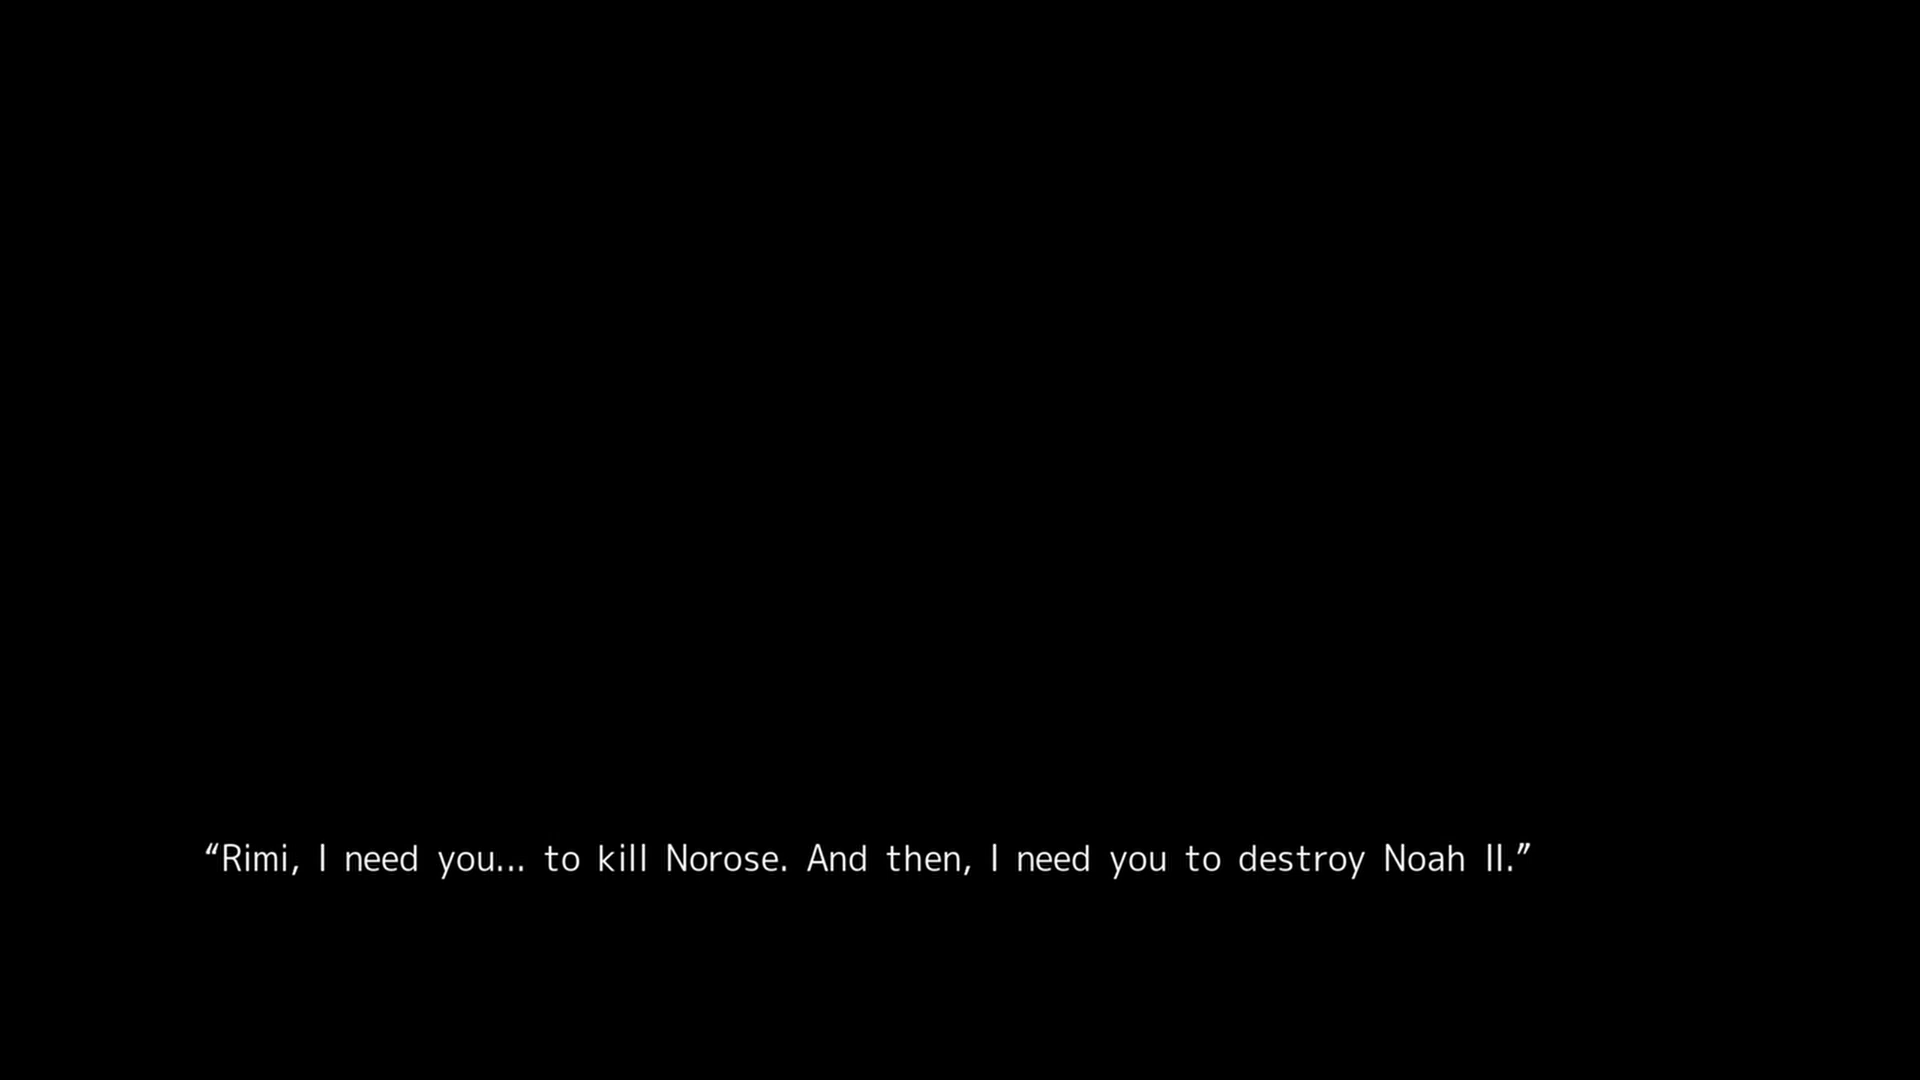 “Rimi, I need you... to kill Norose. And then, I need you to destroy Noah II.”